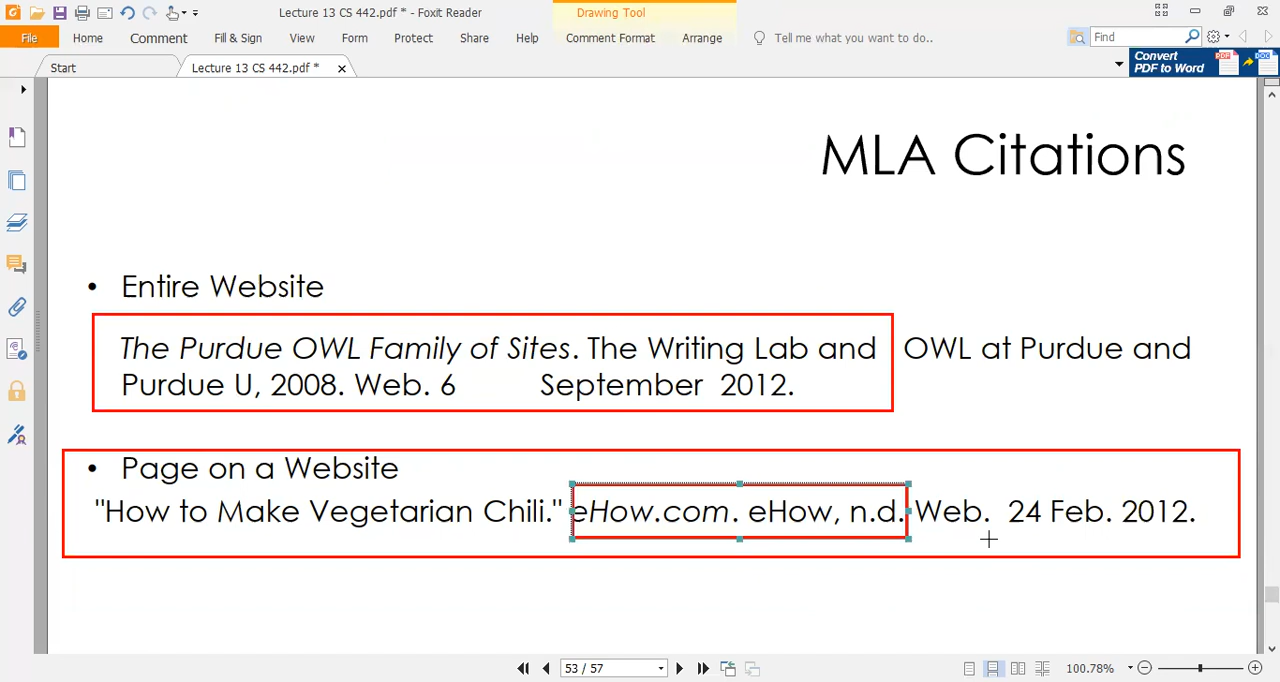 Lecture 13 CS 442.pdf * - Foxit Reader
Drawing Tool
File Home Comment Fill & Sign View Form Protect Share Help Comment Format Arrange Tell me what you want to do.. Find
Start Lecture 13 CS 442.pdf *
Convert
PDF to Word
MLA Citations
• Entire Website
The Purdue OWL Family of Sites. The Writing Lab and OWL at Purdue and
Purdue U, 2008. Web. 6 September 2012.
• Page on a Website
"How to Make Vegetarian Chili." eHow.com. eHow, n.d. Web. 24 Feb. 2012.
53 / 57 100.78%